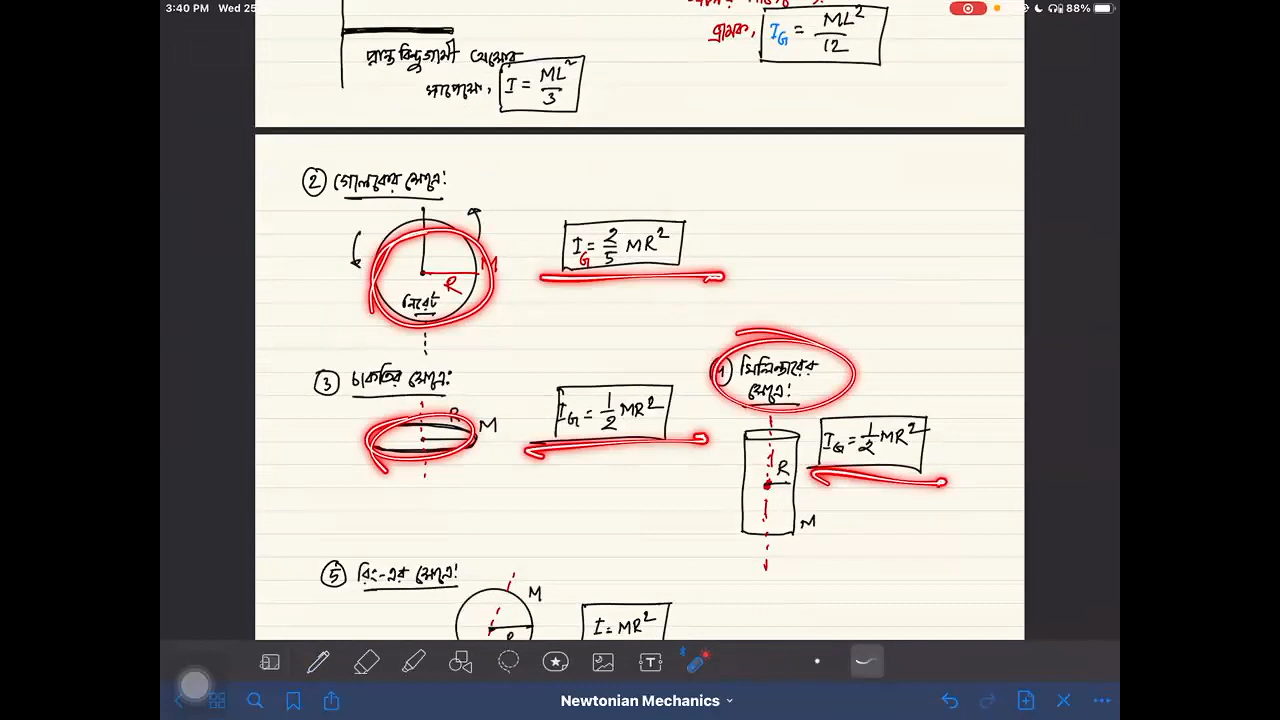 3:40 PM Wed 25
88%
ভ্রামক, I_G = ML²/12
প্রান্ত বিন্দুগামী অক্ষের
সাপেক্ষে, I = ML²/3
② গোলকের ক্ষেত্রে:
I_G = 2/5 MR²
M
R
নিরেট
③ চাকতির ক্ষেত্রে:
R M
I_G = 1/2 MR²
সিলিন্ডারের
ক্ষেত্রে:
I_G = 1/2 MR²
R
M
⑤ রিং-এর ক্ষেত্রে:
M
I = MR²
T
Newtonian Mechanics